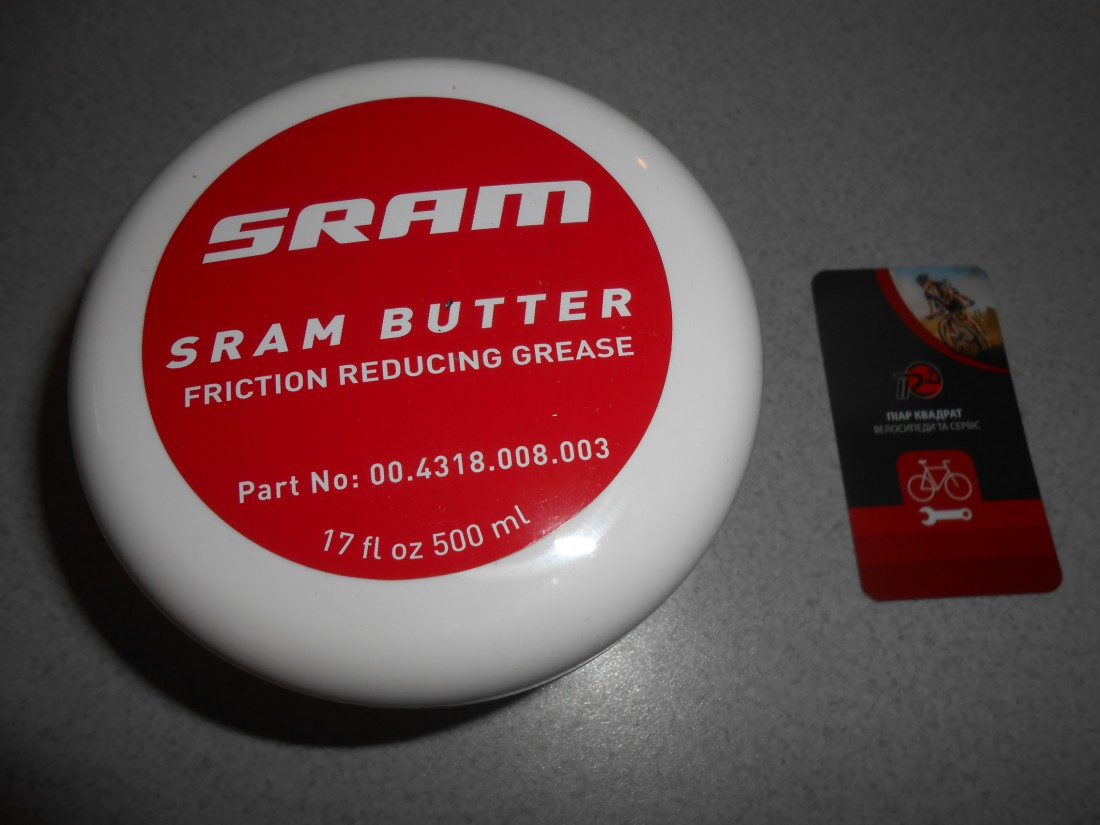 SRAM
SRAM BUTTER
FRICTION REDUCING GREASE
Part No: 00.4318.008.003
17 fl oz 500 ml
ПR2
ПІАР КВАДРАТ
ВЕЛОСИПЕДИ ТА СЕРВІС